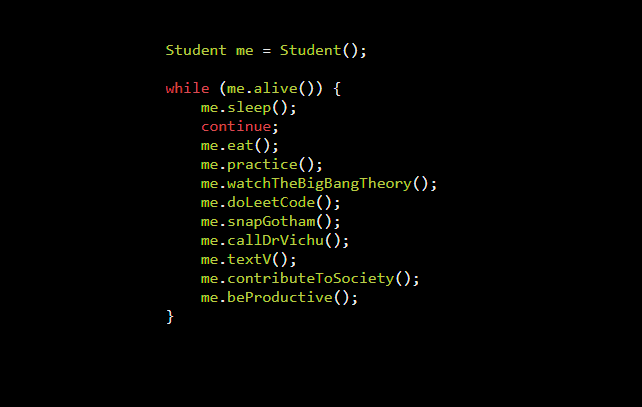 Student me = Student();
while (me.alive()) {
me.sleep();
continue;
me.eat();
me.practice();
me.watchTheBigBangTheory();
me.doLeetCode();
me.snapGotham();
me.callDrVichu();
me.textV();
me.contributeToSociety();
me.beProductive();
}